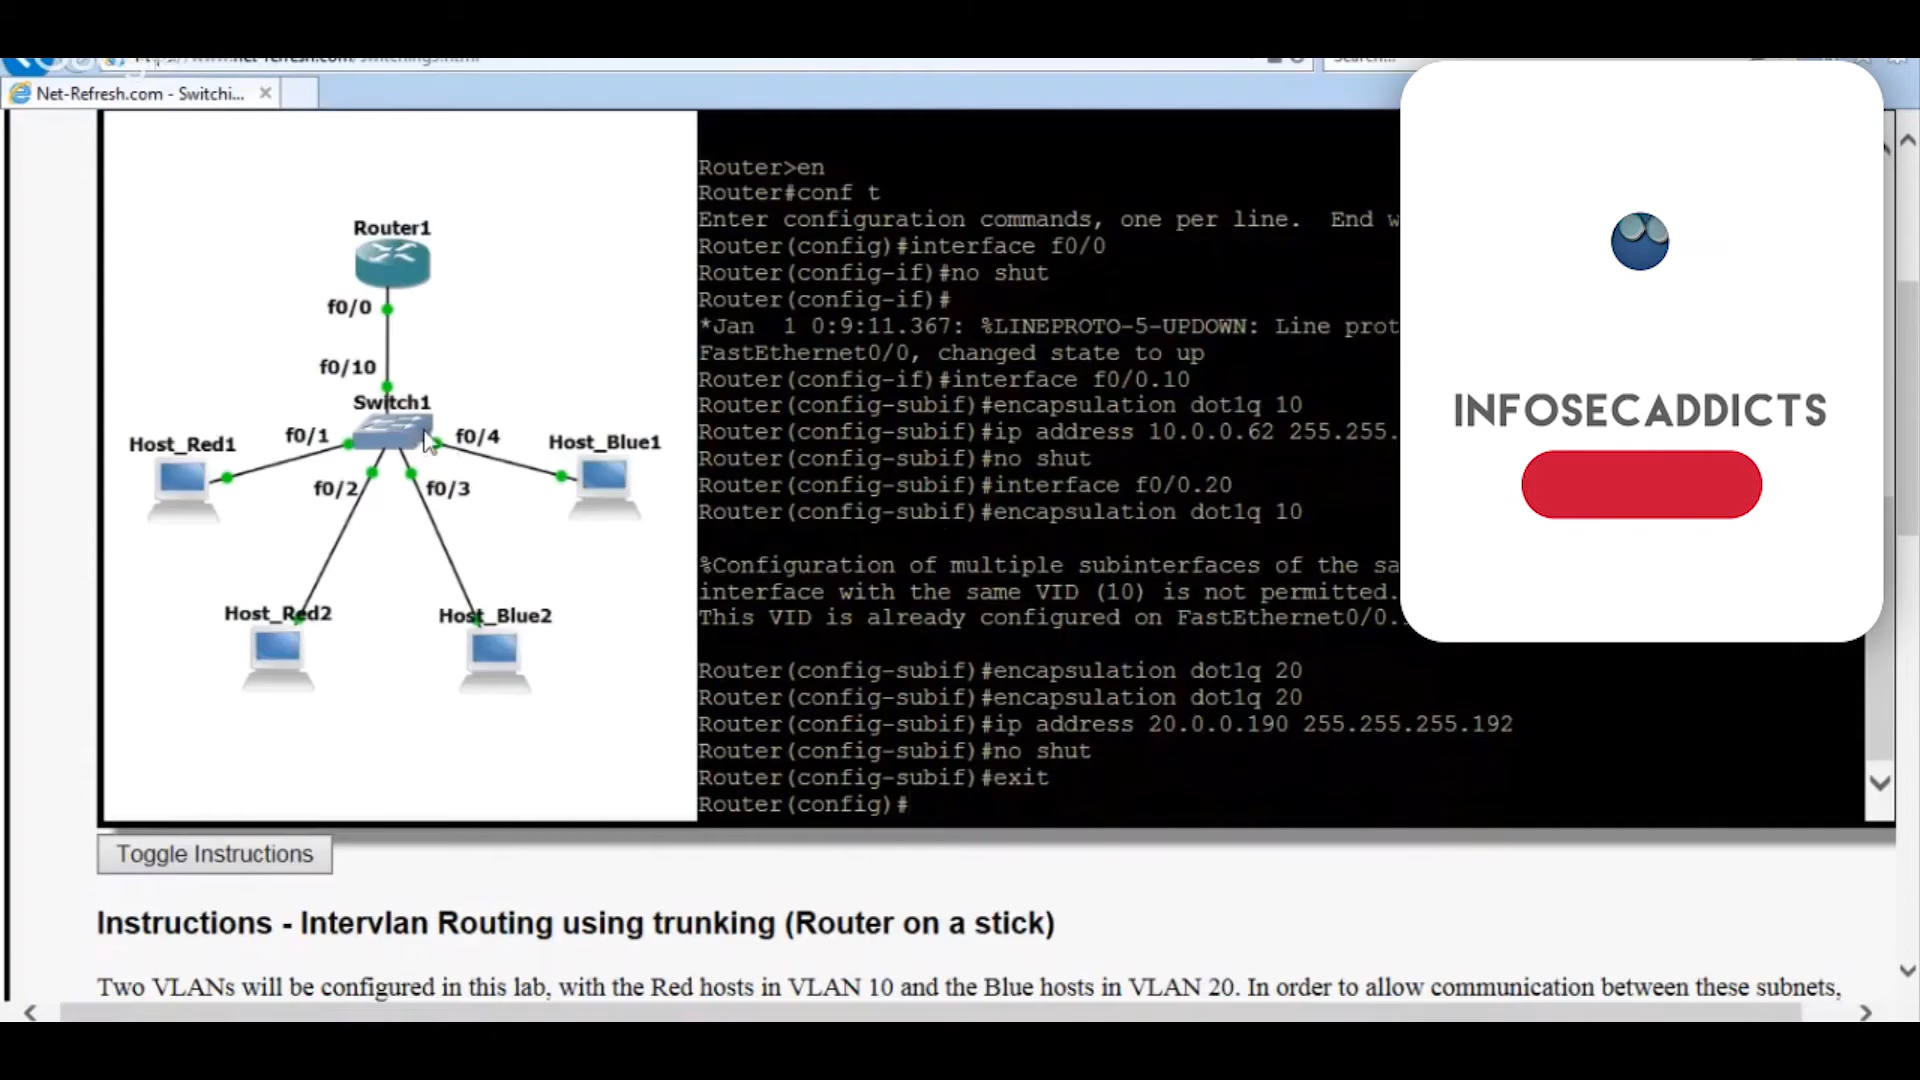 Net-Refresh.com - Switchi...
Router1
f0/0
f0/10
Switch1
f0/1
f0/4
Host_Red1
Host_Blue1
f0/2
f0/3
Host_Red2
Host_Blue2
Router>en
Router#conf t
Enter configuration commands, one per line. End
Router(config)#interface f0/0
Router(config-if)#no shut
Router(config-if)#
*Jan 1 0:9:11.367: %LINEPROTO-5-UPDOWN: Line
FastEthernet0/0, changed state to up
Router(config-if)#interface f0/0.10
Router(config-subif)#encapsulation dot1q 10
Router(config-subif)#ip address 10.0.0.62 255.255.
Router(config-subif)#no shut
Router(config-subif)#interface f0/0.20
Router(config-subif)#encapsulation dot1q 10
%Configuration of multiple subinterfaces of the
interface with the same VID (10) is not permitted.
This VID is already configured on FastEthernet0/0.
Router(config-subif)#encapsulation dot1q 20
Router(config-subif)#encapsulation dot1q 20
Router(config-subif)#ip address 20.0.0.190 255.255.255.192
Router(config-subif)#no shut
Router(config-subif)#exit
Router(config)#
INFOSECADDICTS
Toggle Instructions
Instructions - Intervlan Routing using trunking (Router on a stick)
Two VLANs will be configured in this lab, with the Red hosts in VLAN 10 and the Blue hosts in VLAN 20. In order to allow communication between these subnets,